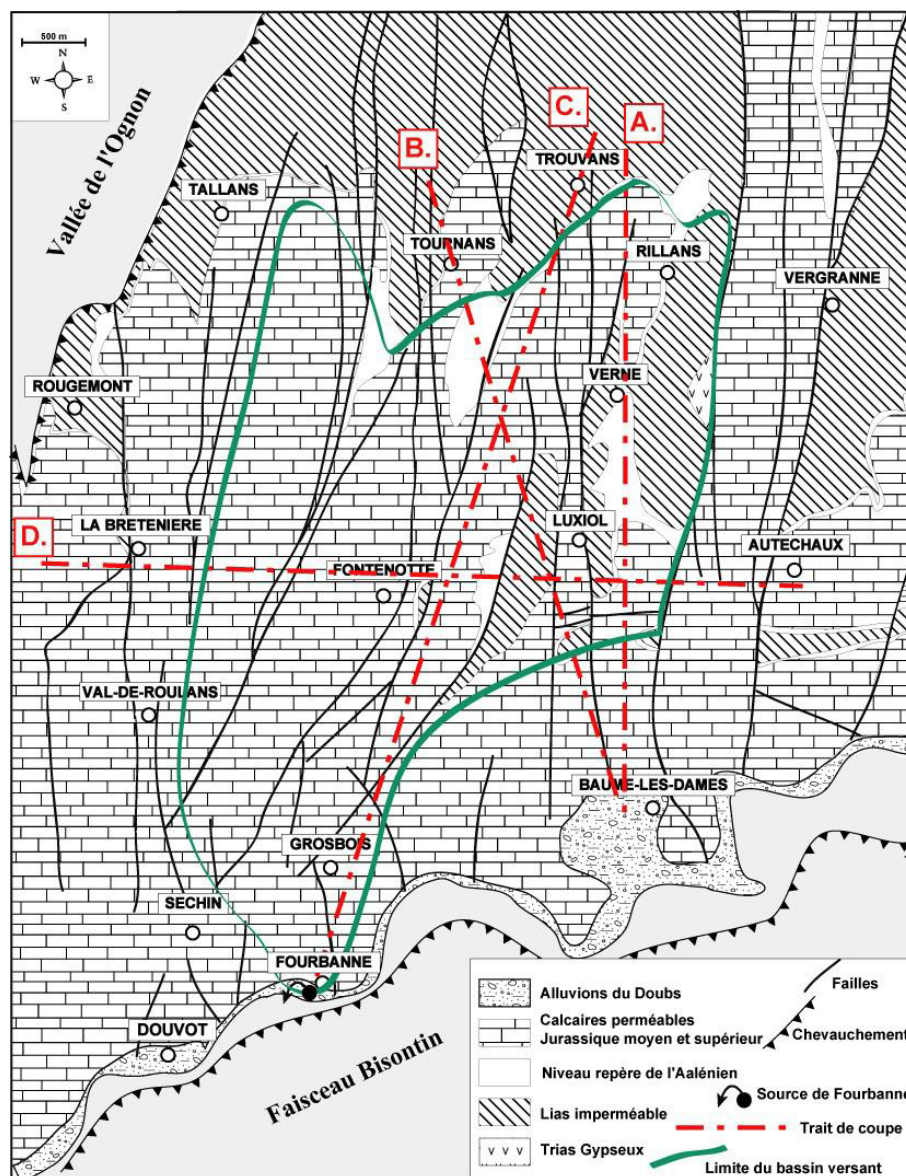 500 m
N
W E
S
Vallée de l'Ognon
C.
A.
B.
TROUVANS
TALLANS
TOURNANS
RILLANS
VERGRANNE
ROUGEMONT
VERNE
D.
LA BRETENIERE
LUXIOL
AUTECHAUX
FONTENOTTE
VAL-DE-ROULANS
BAUME-LES-DAMES
GROSBOIS
SECHIN
FOURBANNE
DOUVOT
Faisceau Bisontin
Alluvions du Doubs
Calcaires perméables
Jurassique moyen et supérieur
Niveau repère de l'Aalénien
Lias imperméable
Trias Gypseux
Failles
Chevauchement
Source de Fourbanne
Trait de coupe
Limite du bassin versant